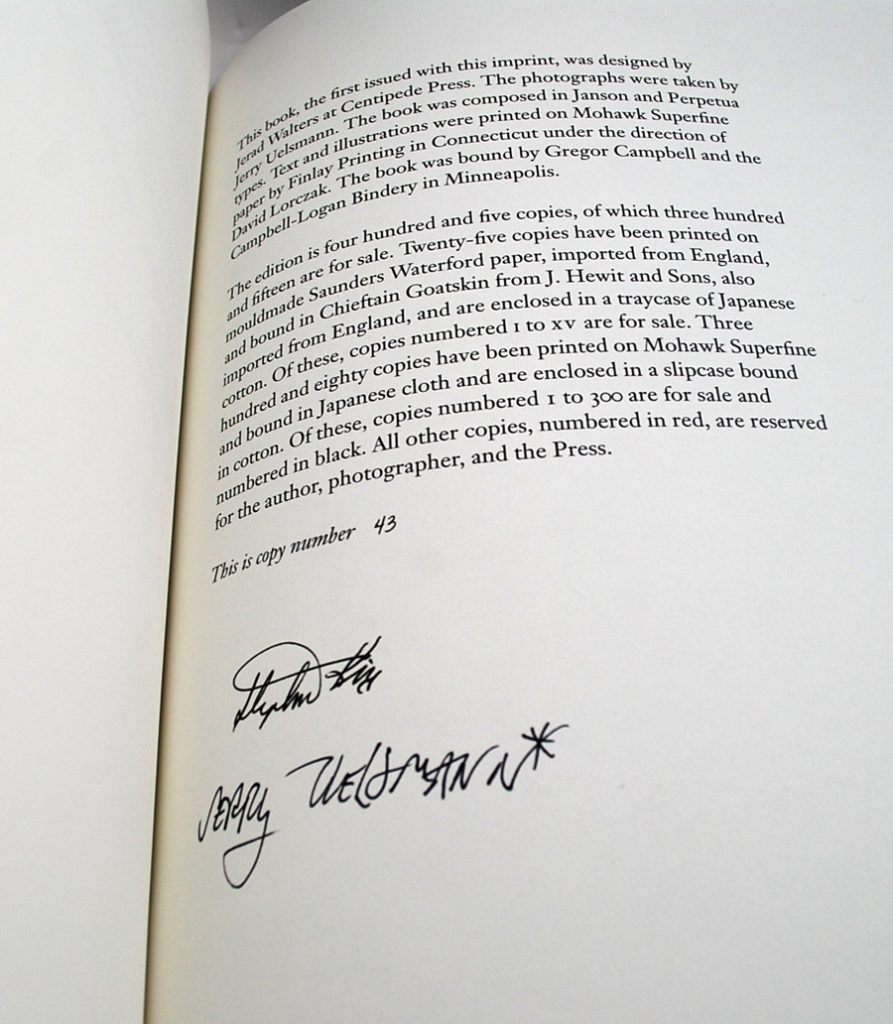 This book, the first issued with this imprint, was designed by
Jerad Walters at Centipede Press. The photographs were taken by
Jerry Uelsmann. The book was composed in Janson and Perpetua
types. Text and illustrations were printed on Mohawk Superfine
paper by Finlay Printing in Connecticut under the direction of
David Lorczak. The book was bound by Gregor Campbell and the
Campbell-Logan Bindery in Minneapolis.
The edition is four hundred and five copies, of which three hundred
and fifteen are for sale. Twenty-five copies have been printed on
mouldmade Saunders Waterford paper, imported from England,
and bound in Chieftain Goatskin from J. Hewit and Sons, also
imported from England, and are enclosed in a traycase of Japanese
cotton. Of these, copies numbered I to XV are for sale. Three
hundred and eighty copies have been printed on Mohawk Superfine
and bound in Japanese cloth and are enclosed in a slipcase bound
in cotton. Of these, copies numbered 1 to 300 are for sale and
numbered in black. All other copies, numbered in red, are reserved
for the author, photographer, and the Press.
This is copy number 43
Stephen King
JERRY UELSMANN*